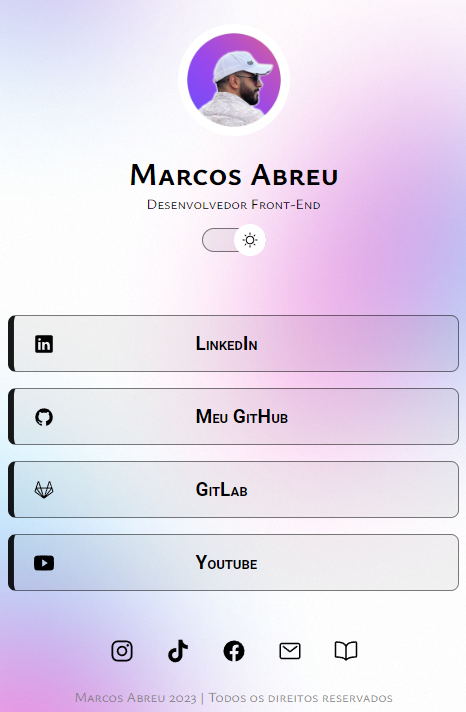 Marcos Abreu
Desenvolvedor Front-End
LinkedIn
Meu GitHub
GitLab
Youtube
Marcos Abreu 2023 | Todos os direitos reservados